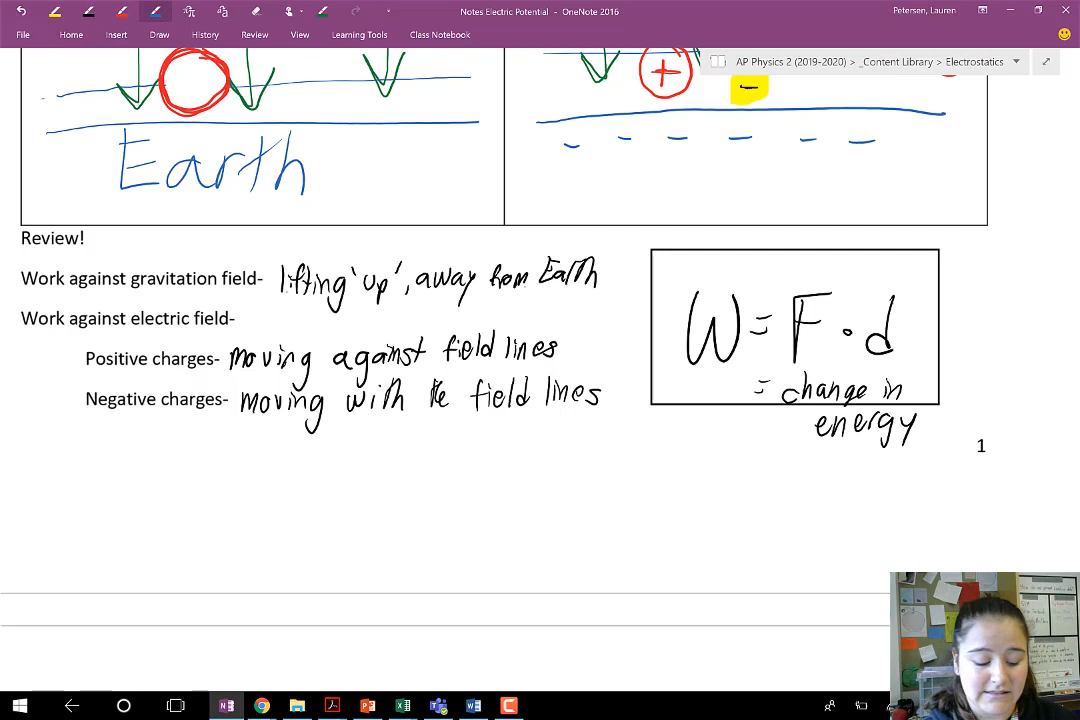 Notes Electric Potential - OneNote 2016
Petersen, Lauren
File Home Insert Draw History Review View Learning Tools Class Notebook
AP Physics 2 (2019-2020) > _Content Library > Electrostatics
+
-
- - - - - -
Earth
Review!
Work against gravitation field- lifting 'up', away from Earth
Work against electric field-
Positive charges- moving against field lines
Negative charges- moving with the field lines
W = F · d
= change in
energy
1